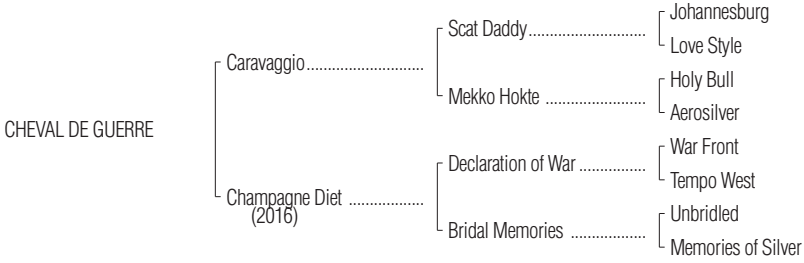 Johannesburg
Scat Daddy
Love Style
Caravaggio
Holy Bull
Mekko Hokte
Aerosilver
CHEVAL DE GUERRE
War Front
Declaration of War
Tempo West
Champagne Diet
(2016)
Unbridled
Bridal Memories
Memories of Silver